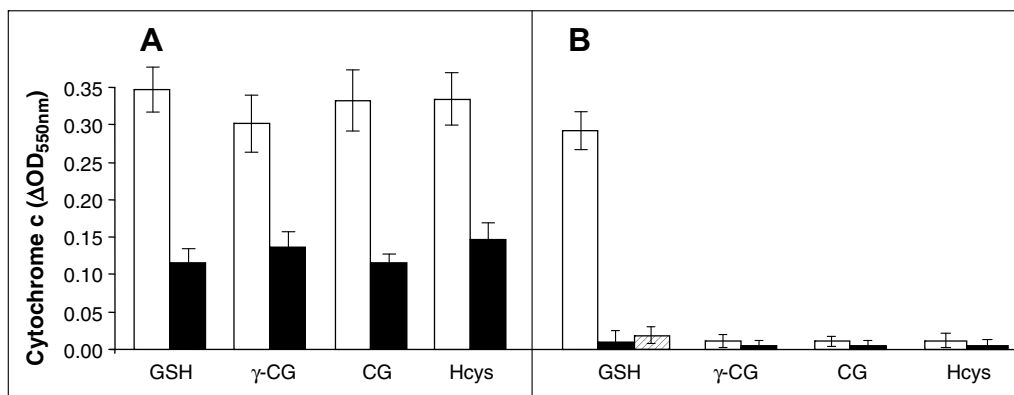 A
B
Cytochrome c (ΔOD550nm)
0.35
0.30
0.25
0.20
0.15
0.10
0.05
0.00
GSH γ-CG CG Hcys
GSH γ-CG CG Hcys